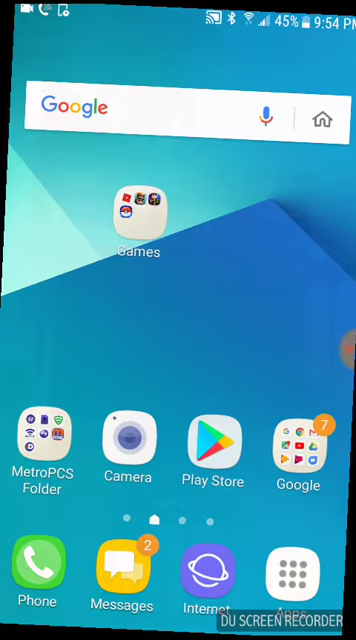 45% 9:54 PM
Google
Games
MetroPCS
Folder
Camera
Play Store
7
Google
Phone
2
Messages
Internet
Apps
DU SCREEN RECORDER